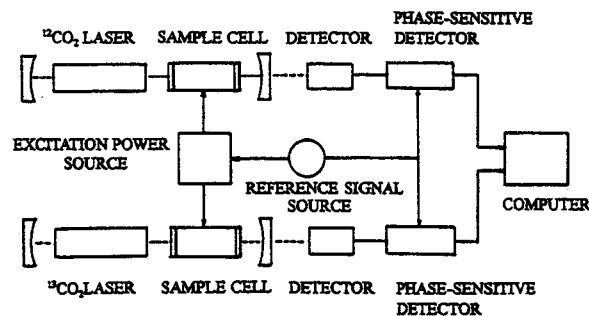 PHASE-SENSITIVE
DETECTOR
¹²CO₂ LASER
SAMPLE CELL
DETECTOR
EXCITATION POWER
SOURCE
REFERENCE SIGNAL
SOURCE
COMPUTER
¹³CO₂LASER
SAMPLE CELL
DETECTOR
PHASE-SENSITIVE
DETECTOR